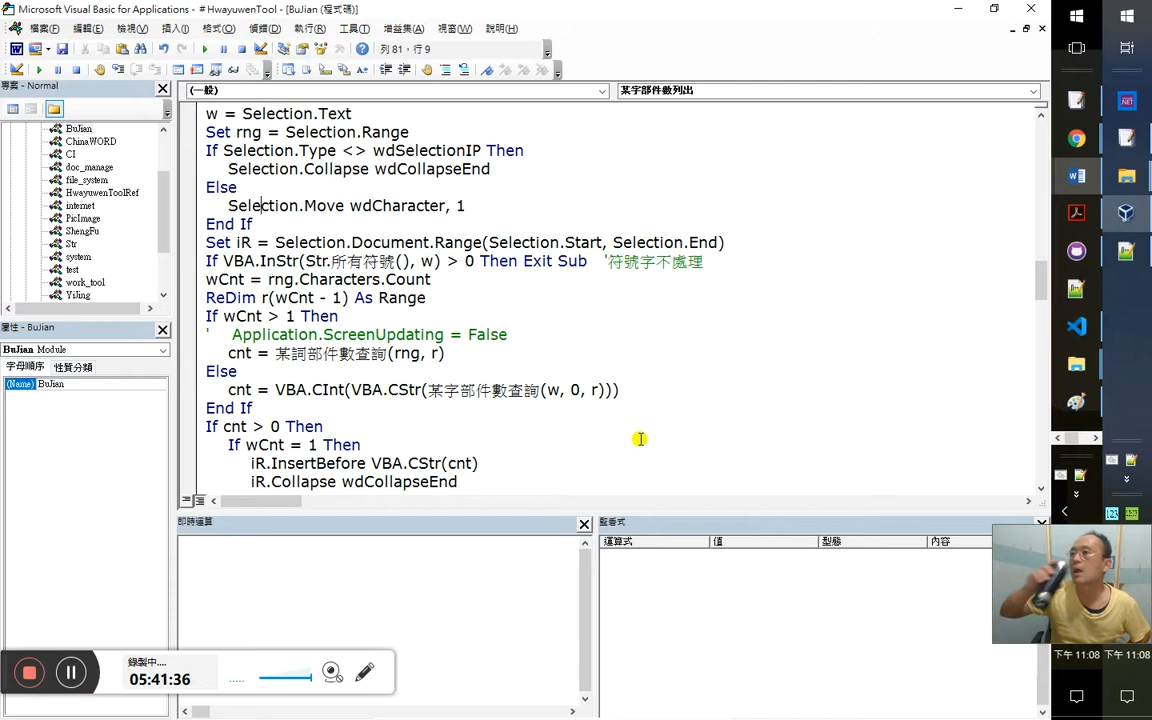 Microsoft Visual Basic for Applications - #HwayuwenTool - [BuJian (程式碼)]
檔案(F) 編輯(E) 檢視(V) 插入(I) 格式(O) 偵錯(D) 執行(R) 工具(T) 增益集(A) 視窗(W) 說明(H)
列 81，行 9
專案 - Normal
BuJian
ChinaWORD
CI
doc_manage
file_system
HwayuwenToolRef
internet
PicImage
ShengFu
Str
system
test
work_tool
YiJing
屬性 - BuJian
BuJian Module
字母順序 性質分類
(Name) BuJian
(一般)
某字部件數列出
w = Selection.Text
Set rng = Selection.Range
If Selection.Type <> wdSelectionIP Then
Selection.Collapse wdCollapseEnd
Else
Selection.Move wdCharacter, 1
End If
Set iR = Selection.Document.Range(Selection.Start, Selection.End)
If VBA.InStr(Str.所有符號(), w) > 0 Then Exit Sub '符號字不處理
wCnt = rng.Characters.Count
ReDim r(wCnt - 1) As Range
If wCnt > 1 Then
' Application.ScreenUpdating = False
cnt = 某詞部件數查詢(rng, r)
Else
cnt = VBA.CInt(VBA.CStr(某字部件數查詢(w, 0, r)))
End If
If cnt > 0 Then
If wCnt = 1 Then
iR.InsertBefore VBA.CStr(cnt)
iR.Collapse wdCollapseEnd
即時運算
監看式
運算式 值 型態 內容
錄製中....
05:41:36
下午 11:08 下午 11:08